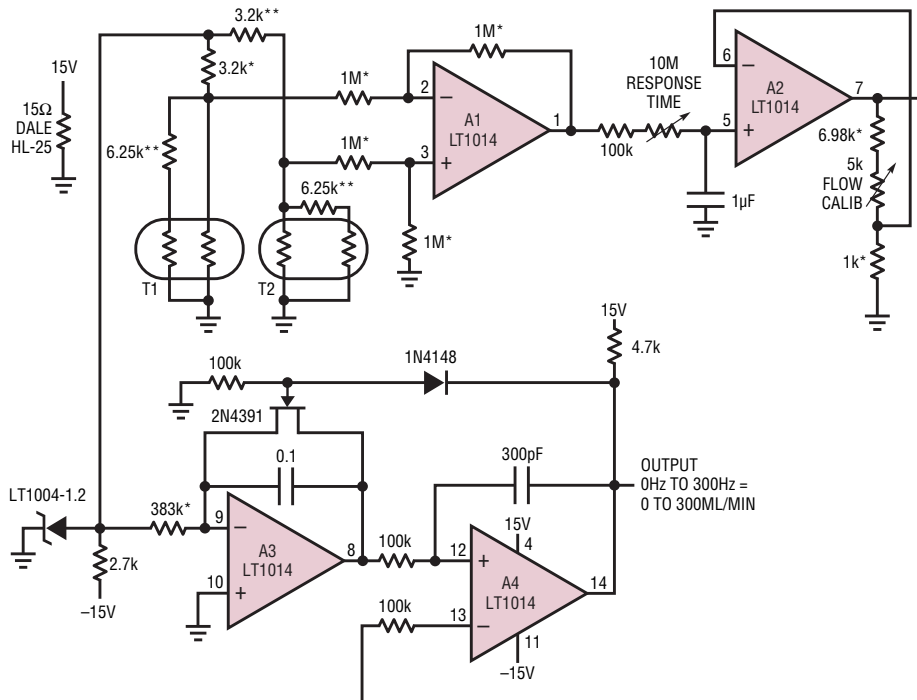 3.2k**
3.2k*
15V
15Ω
DALE
HL-25
6.25k**
1M*
1M*
2
3
A1
LT1014
1
1M*
6.25k**
1M*
T1
T2
100k
10M
RESPONSE
TIME
1µF
6
5
A2
LT1014
7
6.98k*
5k
FLOW
CALIB
1k*
15V
4.7k
100k
1N4148
2N4391
0.1
300pF
OUTPUT
0Hz TO 300Hz =
0 TO 300ML/MIN
LT1004-1.2
383k*
2.7k
–15V
9
10
A3
LT1014
8
100k
100k
12
13
15V
4
A4
LT1014
14
11
–15V